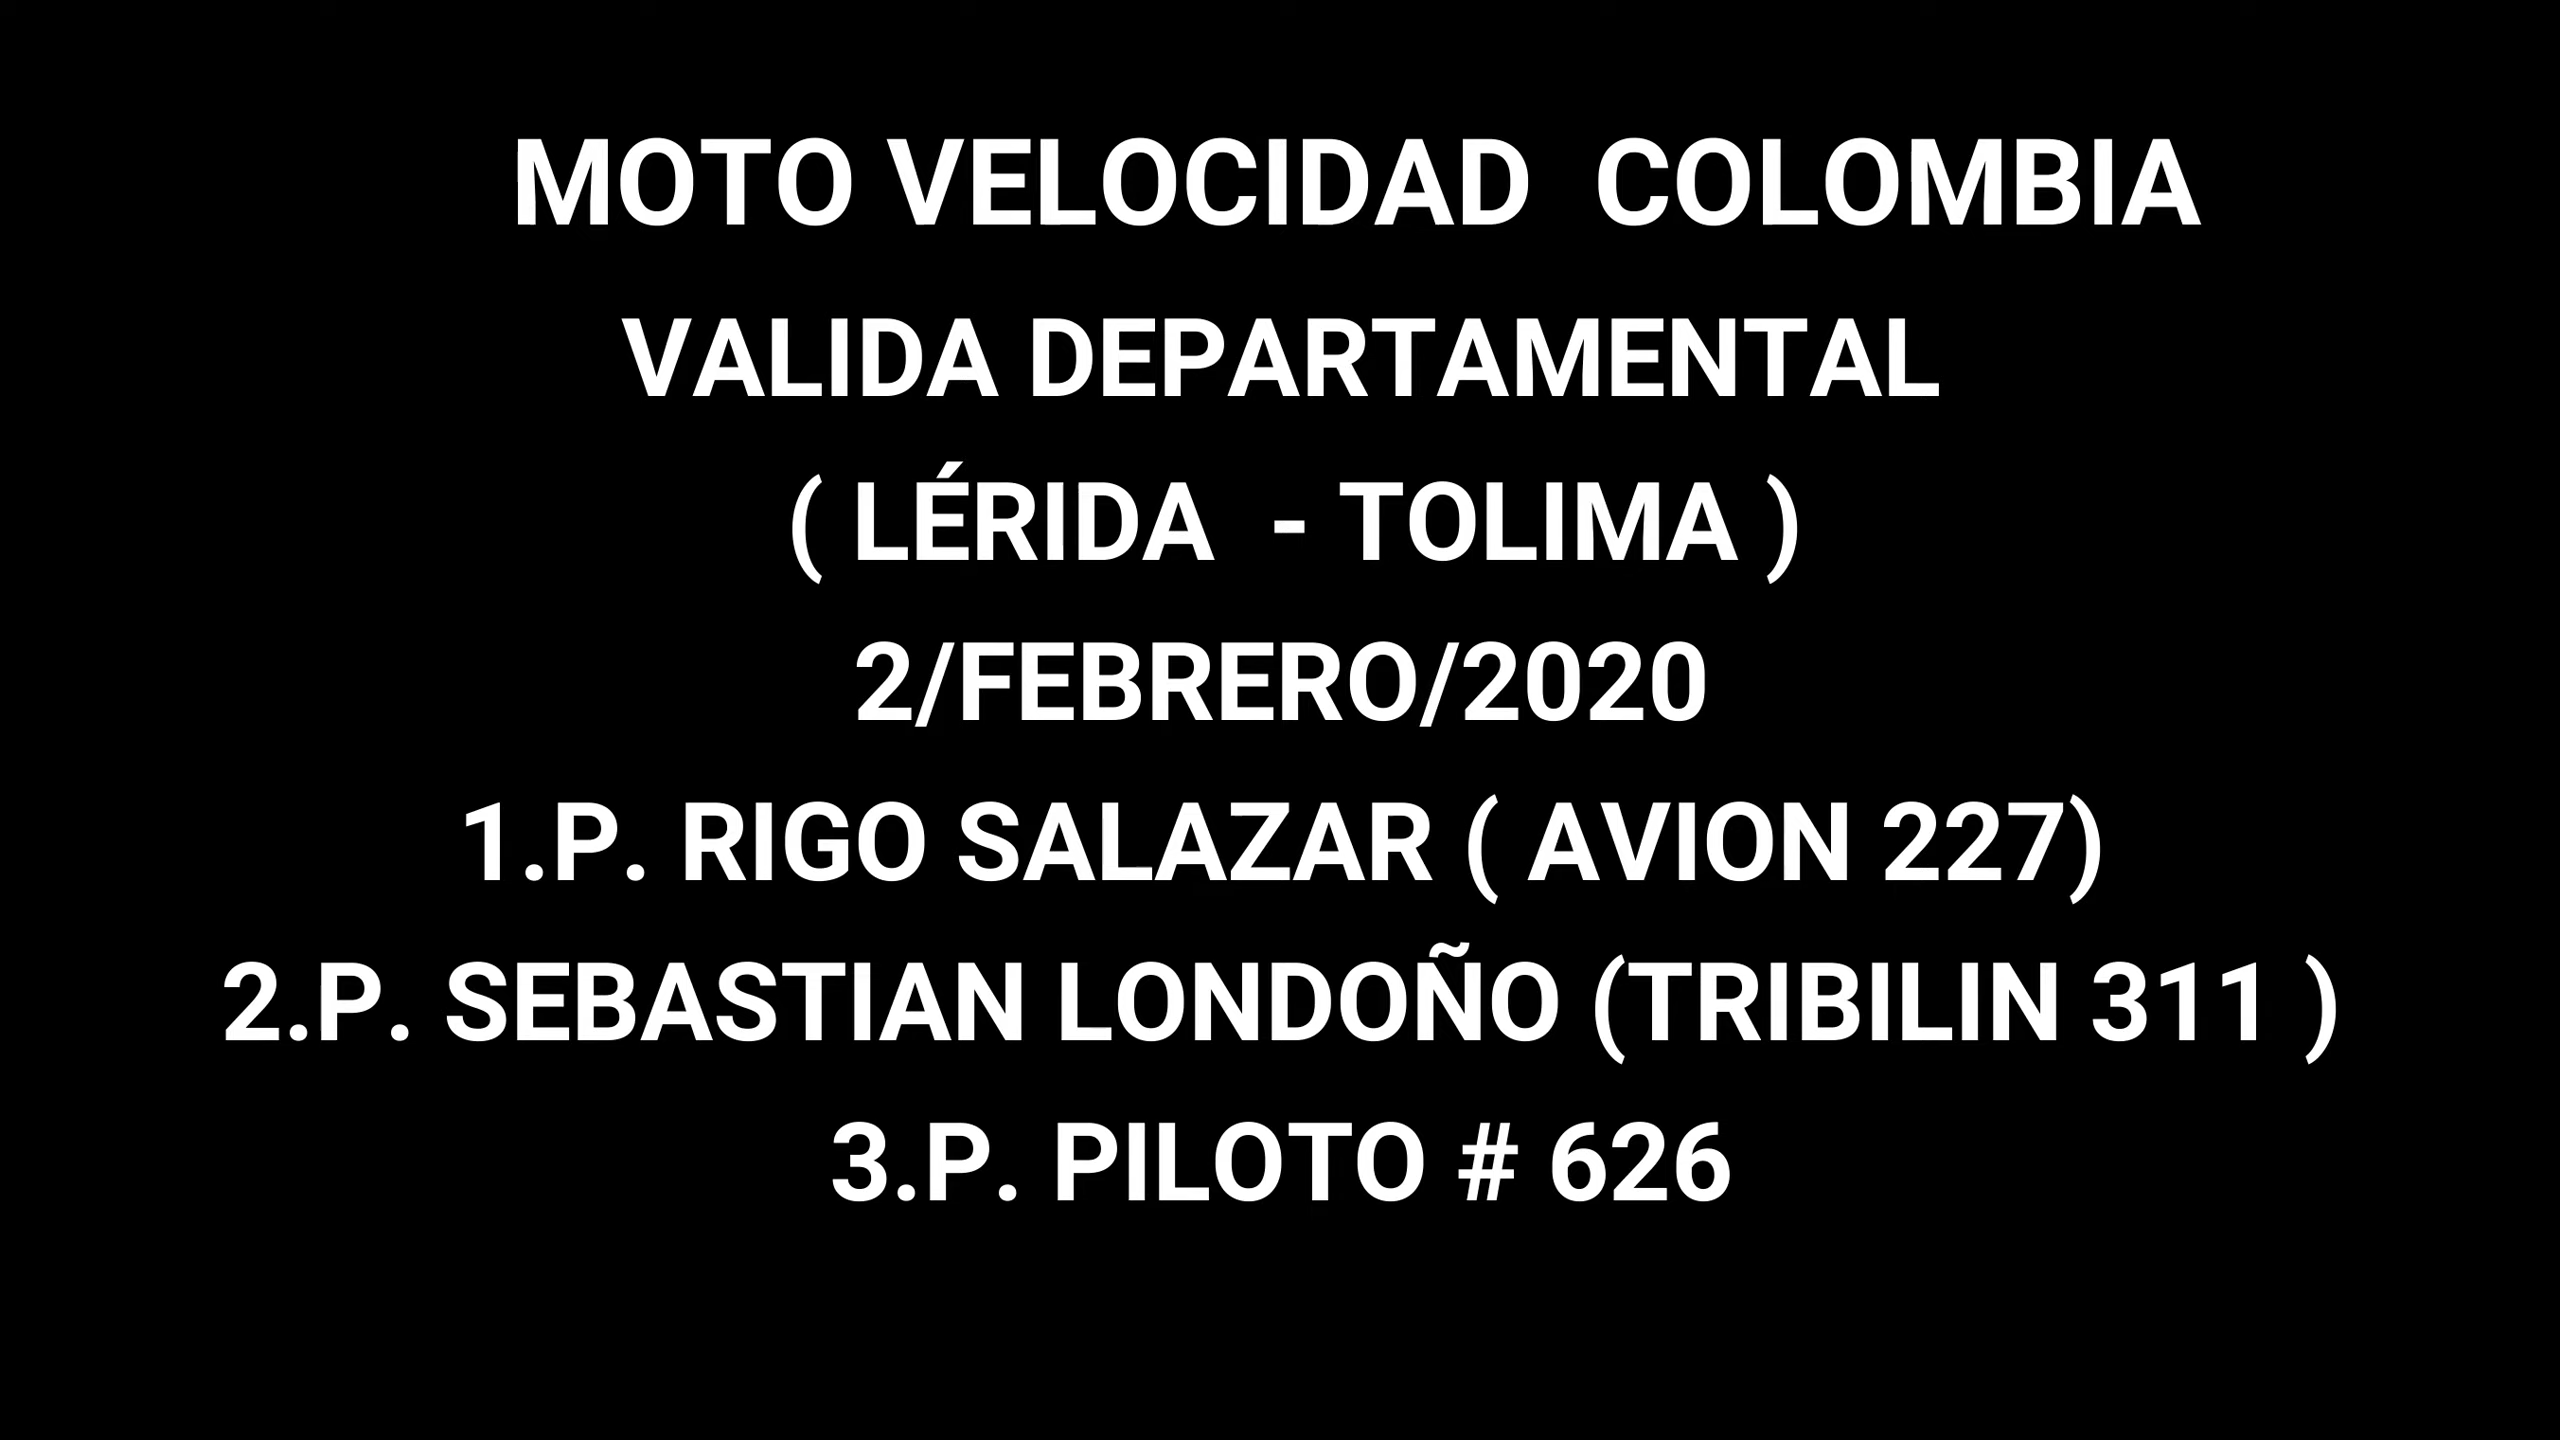 MOTO VELOCIDAD  COLOMBIA
VALIDA DEPARTAMENTAL
( LÉRIDA  - TOLIMA )
2/FEBRERO/2020
1.P. RIGO SALAZAR ( AVION 227)
2.P. SEBASTIAN LONDOÑO (TRIBILIN 311 )
3.P. PILOTO # 626